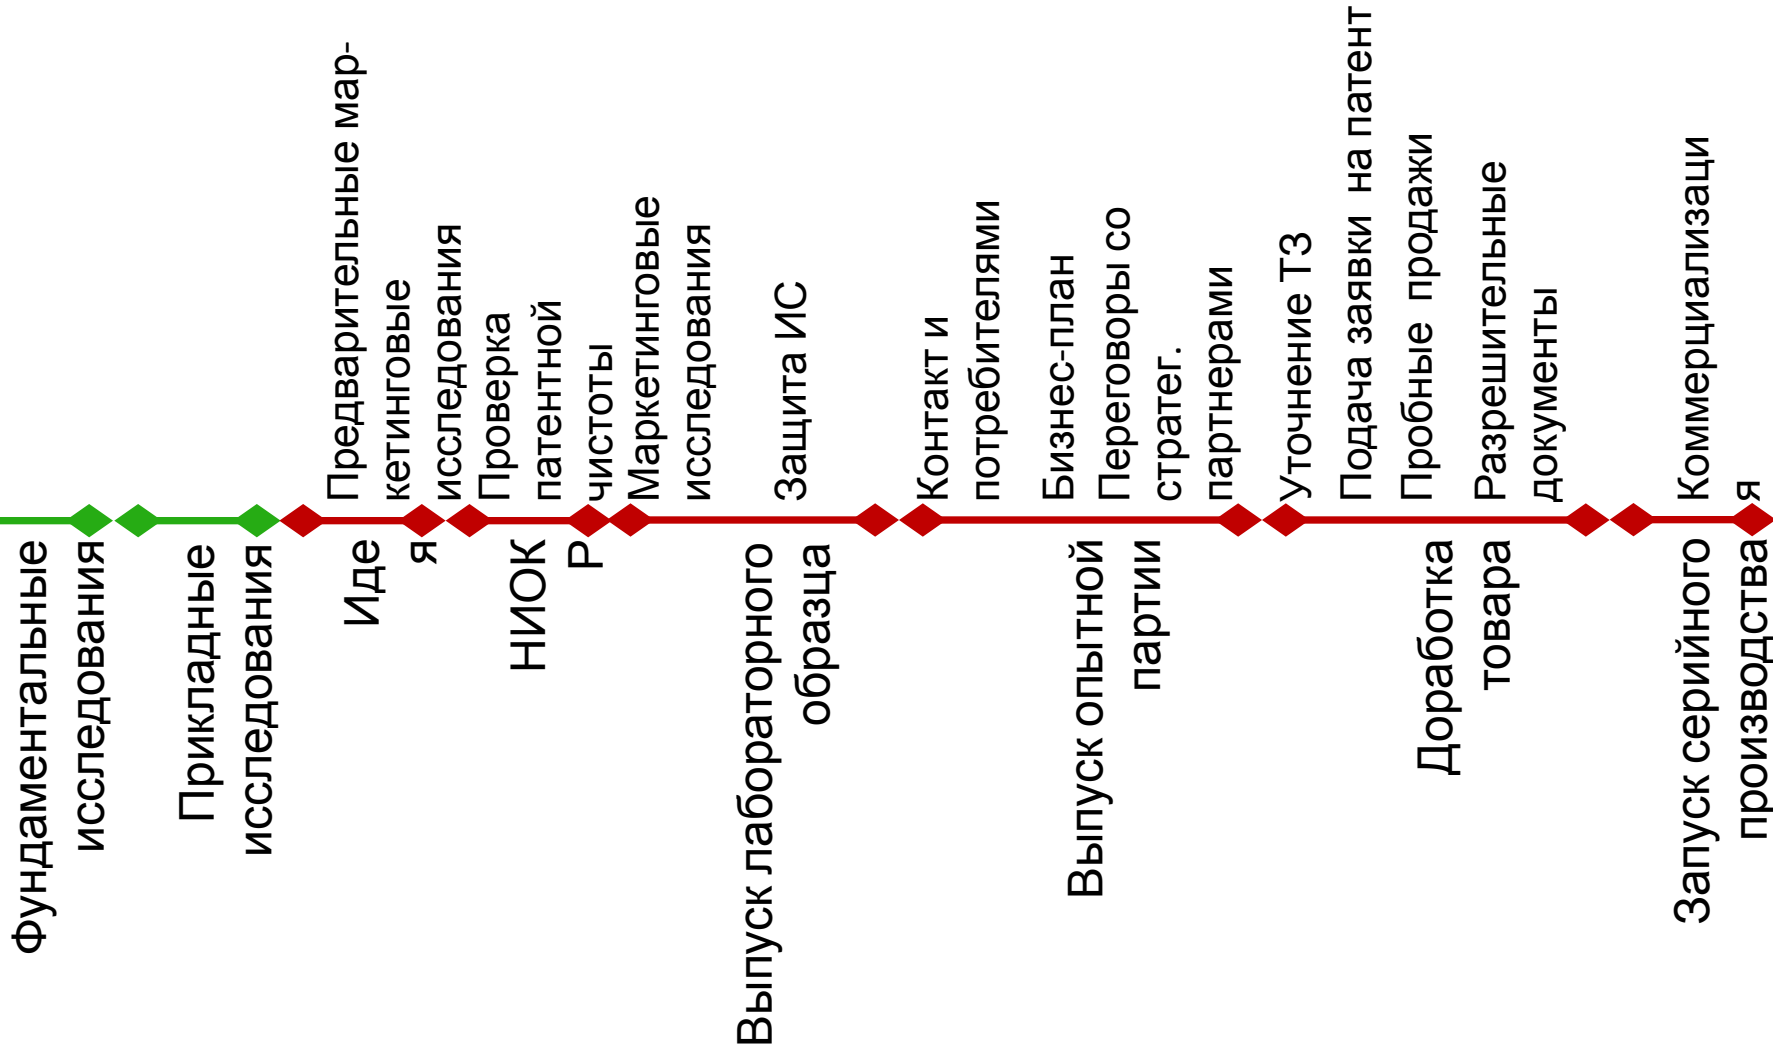 Предварительные мар-
кетинговые
исследования
Проверка
патентной
чистоты
Маркетинговые
исследования
Защита ИС
Контакт и
потребителями
Бизнес-план
Переговоры со
стратег.
партнерами
Уточнение ТЗ
Подача заявки на патент
Пробные продажи
Разрешительные
документы
Коммерциализаци
я
Фундаментальные
исследования
Прикладные
исследования
Иде
я
НИОК
Р
Выпуск лабораторного
образца
Выпуск опытной
партии
Доработка
товара
Запуск серийного
производства